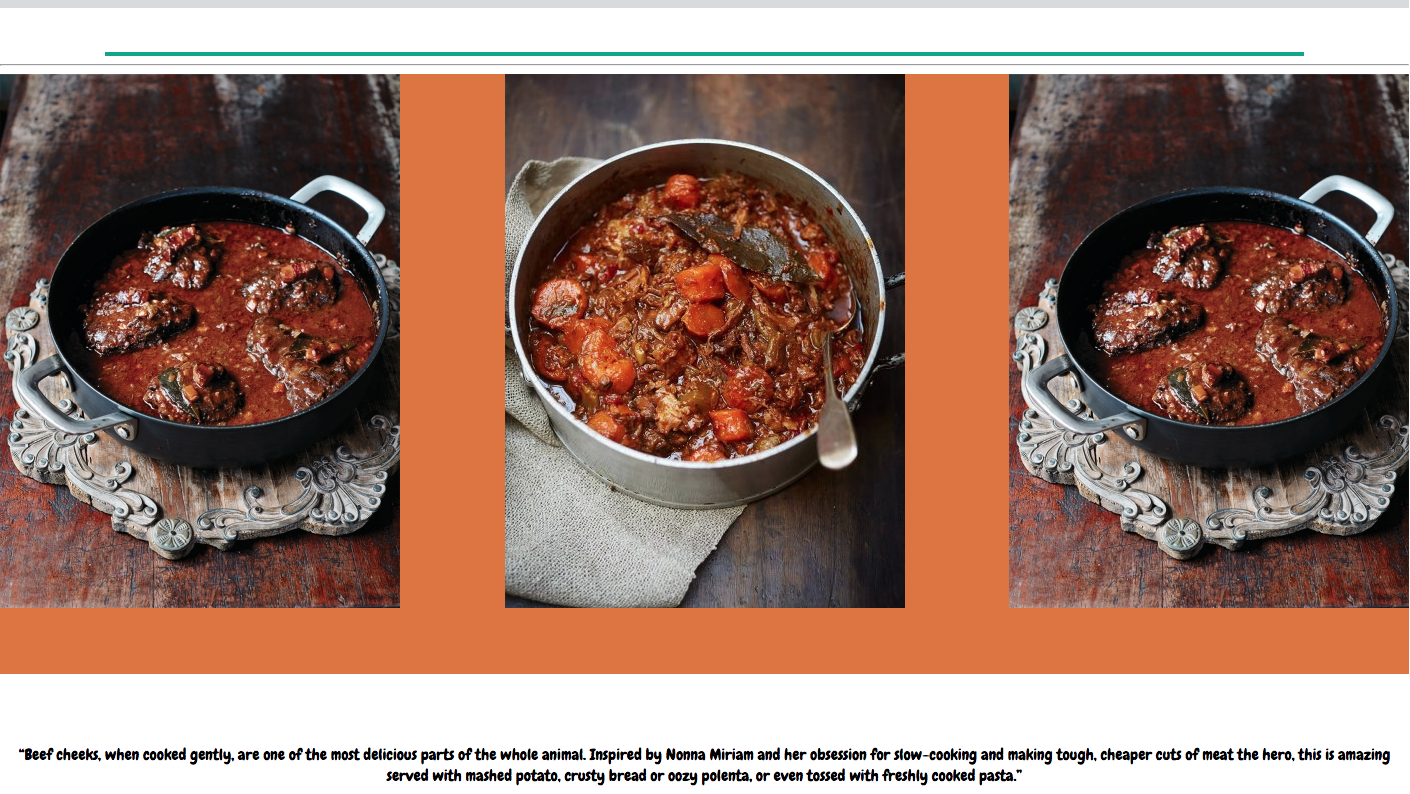 “Beef cheeks, when cooked gently, are one of the most delicious parts of the whole animal. Inspired by Nonna Miriam and her obsession for slow-cooking and making tough, cheaper cuts of meat the hero, this is amazing
served with mashed potato, crusty bread or oozy polenta, or even tossed with freshly cooked pasta.”